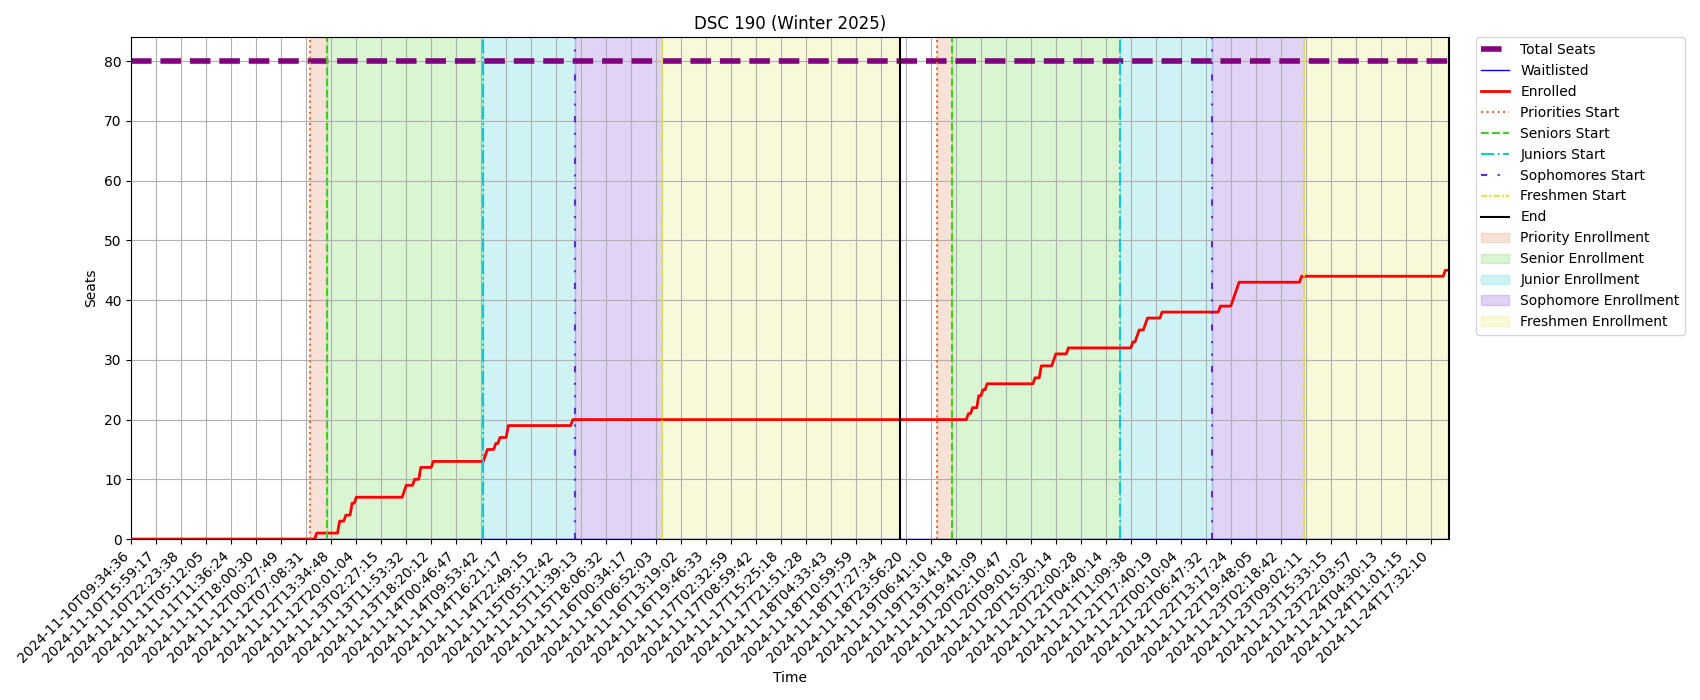 DSC 190 (Winter 2025)
80
70
60
50
40
30
20
10
0
Seats
2024-11-10T09:34:36
2024-11-10T15:59:17
2024-11-10T22:23:38
2024-11-11T05:12:05
2024-11-11T11:36:24
2024-11-11T18:00:30
2024-11-12T00:27:49
2024-11-12T07:08:31
2024-11-12T13:34:48
2024-11-12T20:01:04
2024-11-13T03:27:15
2024-11-13T11:53:32
2024-11-13T18:20:12
2024-11-14T00:46:47
2024-11-14T09:53:42
2024-11-14T16:21:17
2024-11-14T22:49:15
2024-11-15T05:12:42
2024-11-15T11:39:13
2024-11-15T18:06:32
2024-11-16T00:34:17
2024-11-16T06:52:03
2024-11-16T13:19:02
2024-11-16T19:46:33
2024-11-17T02:32:59
2024-11-17T08:59:42
2024-11-17T15:25:18
2024-11-17T21:51:28
2024-11-18T04:33:43
2024-11-18T10:59:59
2024-11-18T17:27:34
2024-11-18T23:56:20
2024-11-19T06:41:10
2024-11-19T13:14:18
2024-11-19T19:41:09
2024-11-20T02:10:47
2024-11-20T09:01:02
2024-11-20T15:30:14
2024-11-20T22:00:28
2024-11-21T04:40:14
2024-11-21T11:09:38
2024-11-21T17:40:19
2024-11-22T00:10:04
2024-11-22T06:47:32
2024-11-22T13:17:24
2024-11-22T19:48:05
2024-11-23T02:18:42
2024-11-23T09:02:11
2024-11-23T15:33:15
2024-11-23T22:03:57
2024-11-24T04:30:13
2024-11-24T11:01:15
2024-11-24T17:32:10
Time
Total Seats
Waitlisted
Enrolled
Priorities Start
Seniors Start
Juniors Start
Sophomores Start
Freshmen Start
End
Priority Enrollment
Senior Enrollment
Junior Enrollment
Sophomore Enrollment
Freshmen Enrollment